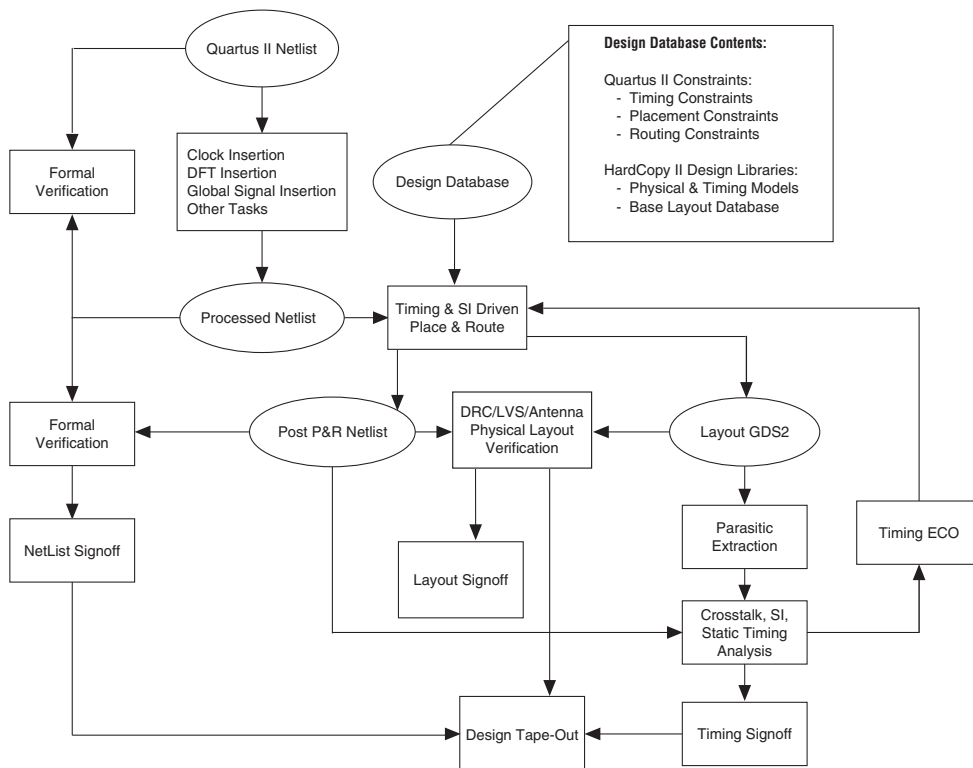 Quartus II Netlist
Design Database Contents:
Quartus II Constraints:
- Timing Constraints
- Placement Constraints
- Routing Constraints
HardCopy II Design Libraries:
- Physical & Timing Models
- Base Layout Database
Formal
Verification
Clock Insertion
DFT Insertion
Global Signal Insertion
Other Tasks
Design Database
Processed Netlist
Timing & SI Driven
Place & Route
Formal
Verification
Post P&R Netlist
DRC/LVS/Antenna
Physical Layout
Verification
Layout GDS2
NetList Signoff
Layout Signoff
Parasitic
Extraction
Timing ECO
Crosstalk, SI,
Static Timing
Analysis
Design Tape-Out
Timing Signoff